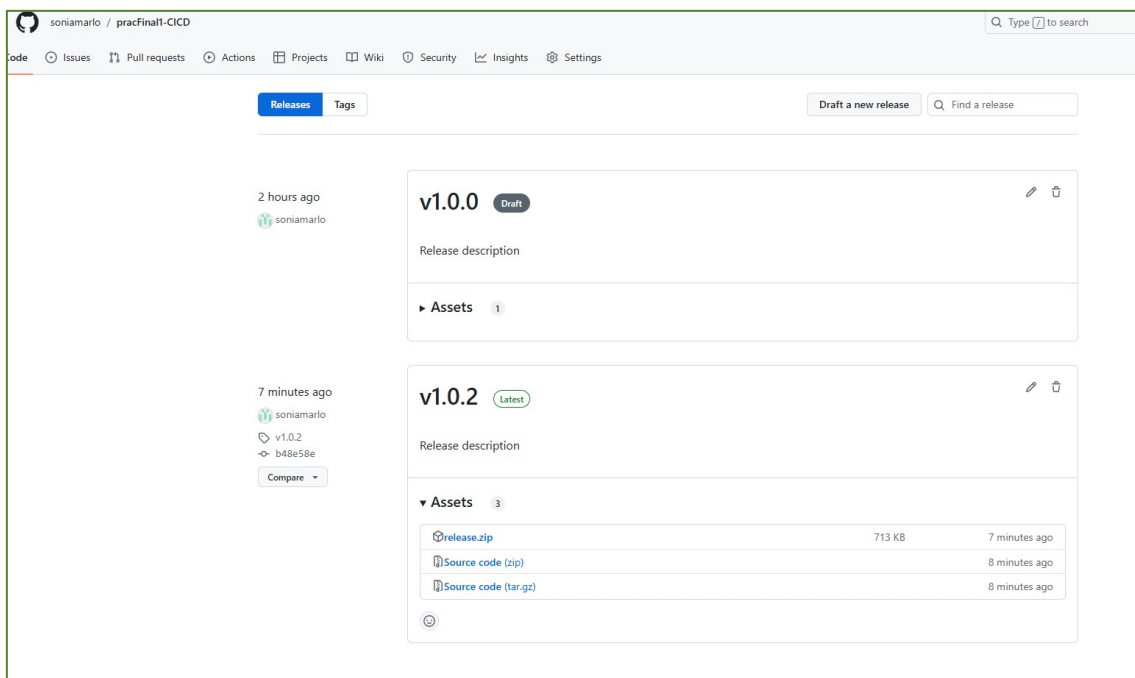 soniamarlo / pracFinal1-CICD
Type / to search
Code
Issues
Pull requests
Actions
Projects
Wiki
Security
Insights
Settings
Releases
Tags
Draft a new release
Find a release
2 hours ago
soniamarlo
v1.0.0 Draft
Release description
Assets 1
7 minutes ago
soniamarlo
v1.0.2
b48e58e
Compare
v1.0.2 Latest
Release description
Assets 3
release.zip 713 KB 7 minutes ago
Source code (zip) 8 minutes ago
Source code (tar.gz) 8 minutes ago